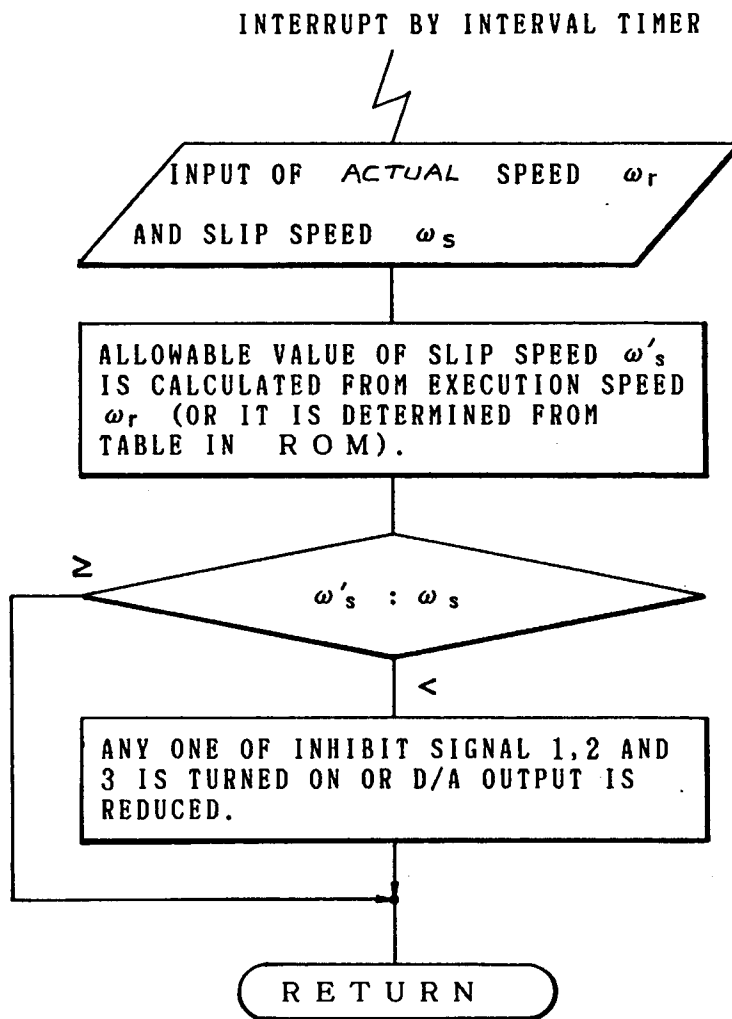 INTERRUPT BY INTERVAL TIMER
INPUT OF ACTUAL SPEED ωr
AND SLIP SPEED ωs
ALLOWABLE VALUE OF SLIP SPEED ω's
IS CALCULATED FROM EXECUTION SPEED
ωr (OR IT IS DETERMINED FROM
TABLE IN ROM).
≥
ω's : ωs
<
ANY ONE OF INHIBIT SIGNAL 1,2 AND
3 IS TURNED ON OR D/A OUTPUT IS
REDUCED.
RETURN